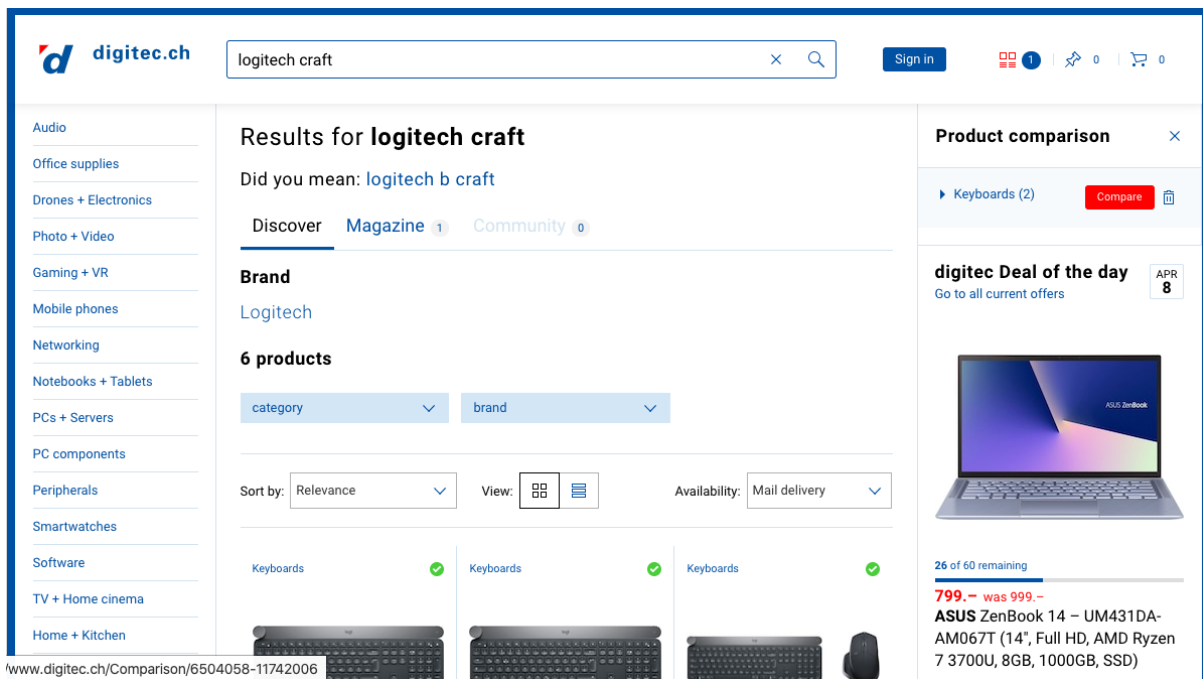 digitec.ch
logitech craft
Sign in
1
0
0
Audio
Office supplies
Drones + Electronics
Photo + Video
Gaming + VR
Mobile phones
Networking
Notebooks + Tablets
PCs + Servers
PC components
Peripherals
Smartwatches
Software
TV + Home cinema
Home + Kitchen
Results for logitech craft
Did you mean: logitech b craft
Discover Magazine 1 Community 0
Brand
Logitech
6 products
category brand
Sort by: Relevance View: Availability: Mail delivery
Keyboards Keyboards Keyboards
Product comparison
Keyboards (2) Compare
digitec Deal of the day
APR
8
Go to all current offers
ASUS ZenBook
26 of 60 remaining
799.– was 999.–
ASUS ZenBook 14 – UM431DA-
AM067T (14", Full HD, AMD Ryzen
7 3700U, 8GB, 1000GB, SSD)
/www.digitec.ch/Comparison/6504058-11742006